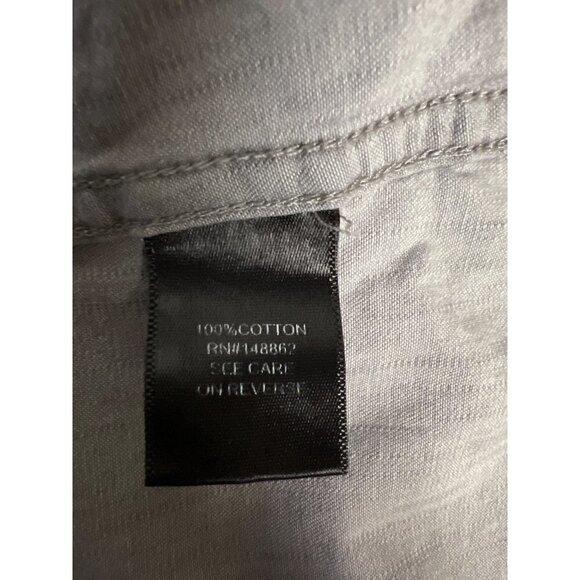 100%COTTON
RN#148862
SEE CARE
ON REVERSE